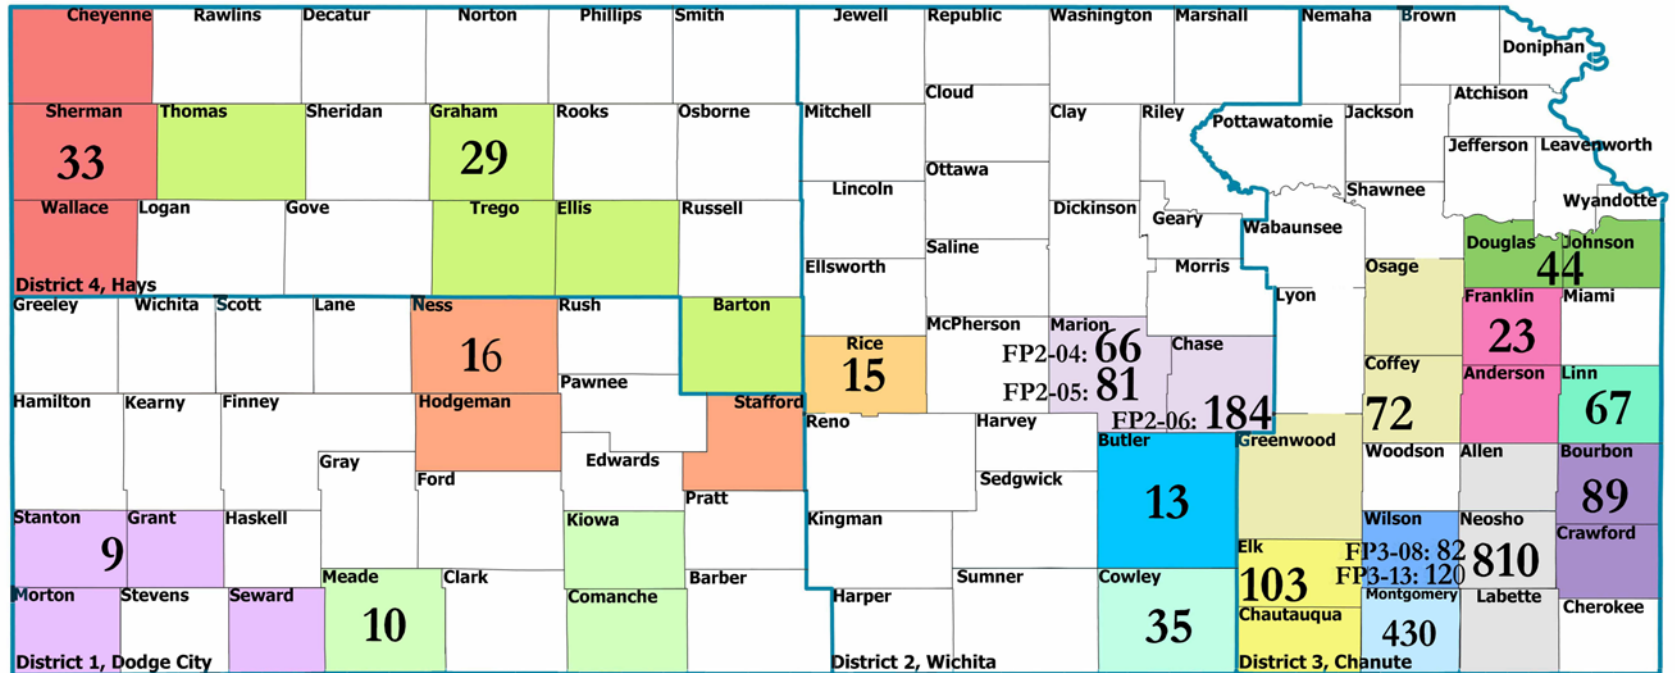 Cheyenne Rawlins Decatur Norton Phillips Smith Jewell Republic Washington Marshall Nemaha Brown
Doniphan
Cloud Atchison
Sherman Thomas Sheridan Graham Rooks Osborne Mitchell Clay Riley Pottawatomie Jackson
33 29
Jefferson Leavenworth
Ottawa
Lincoln Shawnee
Wallace Logan Gove Trego Ellis Russell Dickinson Geary Wabaunsee Wyandotte
Saline Douglas Johnson
44
Ellsworth Morris Osage
District 4, Hays
Greeley Wichita Scott Lane Ness Rush Barton Lyon Franklin Miami
McPherson Marion
16 23
Rice FP2-04: 66 Chase
15
Pawnee FP2-05: 81 Coffey Anderson Linn
Hamilton Kearny Finney Hodgeman Stafford 72 67
Reno Harvey FP2-06: 184
Butler Greenwood
Gray Edwards Woodson Allen Bourbon
Ford Sedgwick
Pratt 13 89
Stanton Grant Haskell Kiowa Kingman Wilson Neosho
Crawford
9 Elk FP3-08: 82 810
Meade Clark Barber Sumner Cowley 103 FP3-13: 120
Morton Stevens Seward Comanche Harper Montgomery Labette
Cherokee
10 35 Chautauqua 430
District 1, Dodge City District 2, Wichita District 3, Chanute